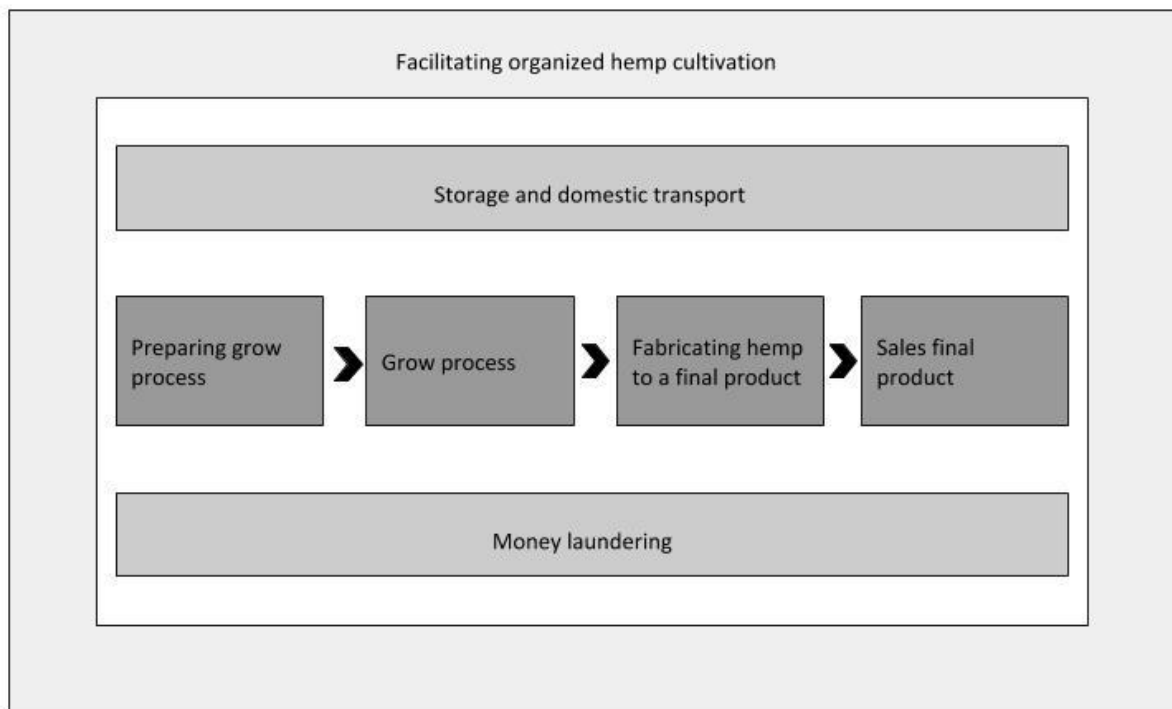 Facilitating organized hemp cultivation
Storage and domestic transport
Preparing grow
process
Grow process
Fabricating hemp
to a final product
Sales final
product
Money laundering